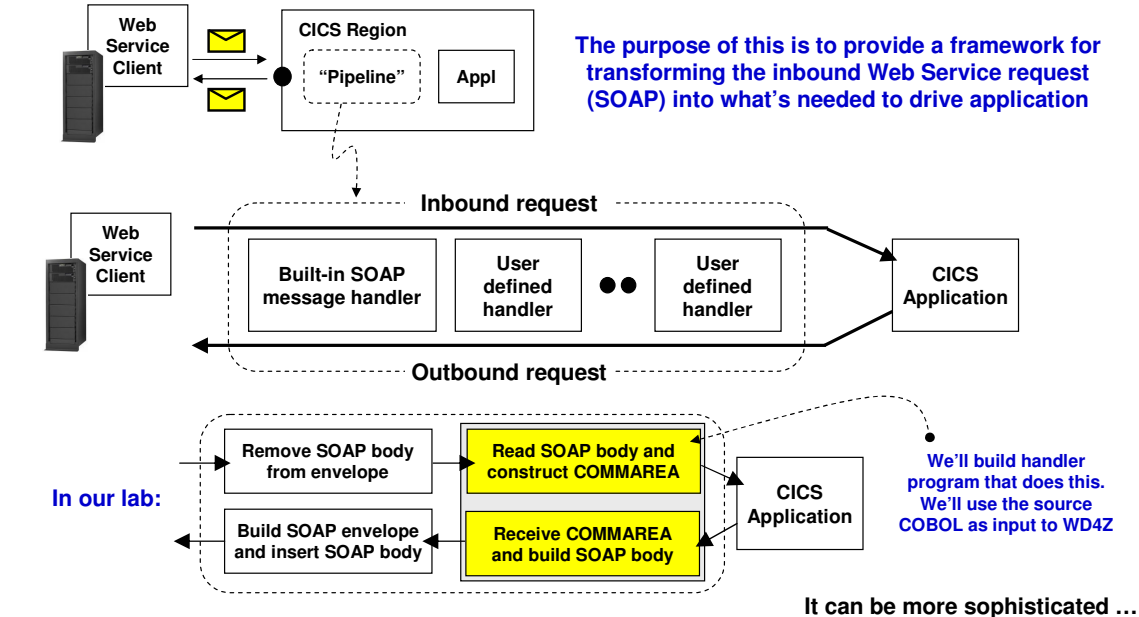 Web
Service
Client
CICS Region
"Pipeline"
Appl
The purpose of this is to provide a framework for
transforming the inbound Web Service request
(SOAP) into what's needed to drive application
Inbound request
Web
Service
Client
Built-in SOAP
message handler
User
defined
handler
User
defined
handler
CICS
Application
Outbound request
In our lab:
Remove SOAP body
from envelope
Read SOAP body and
construct COMMAREA
Build SOAP envelope
and insert SOAP body
Receive COMMAREA
and build SOAP body
CICS
Application
We'll build handler
program that does this.
We'll use the source
COBOL as input to WD4Z
It can be more sophisticated …